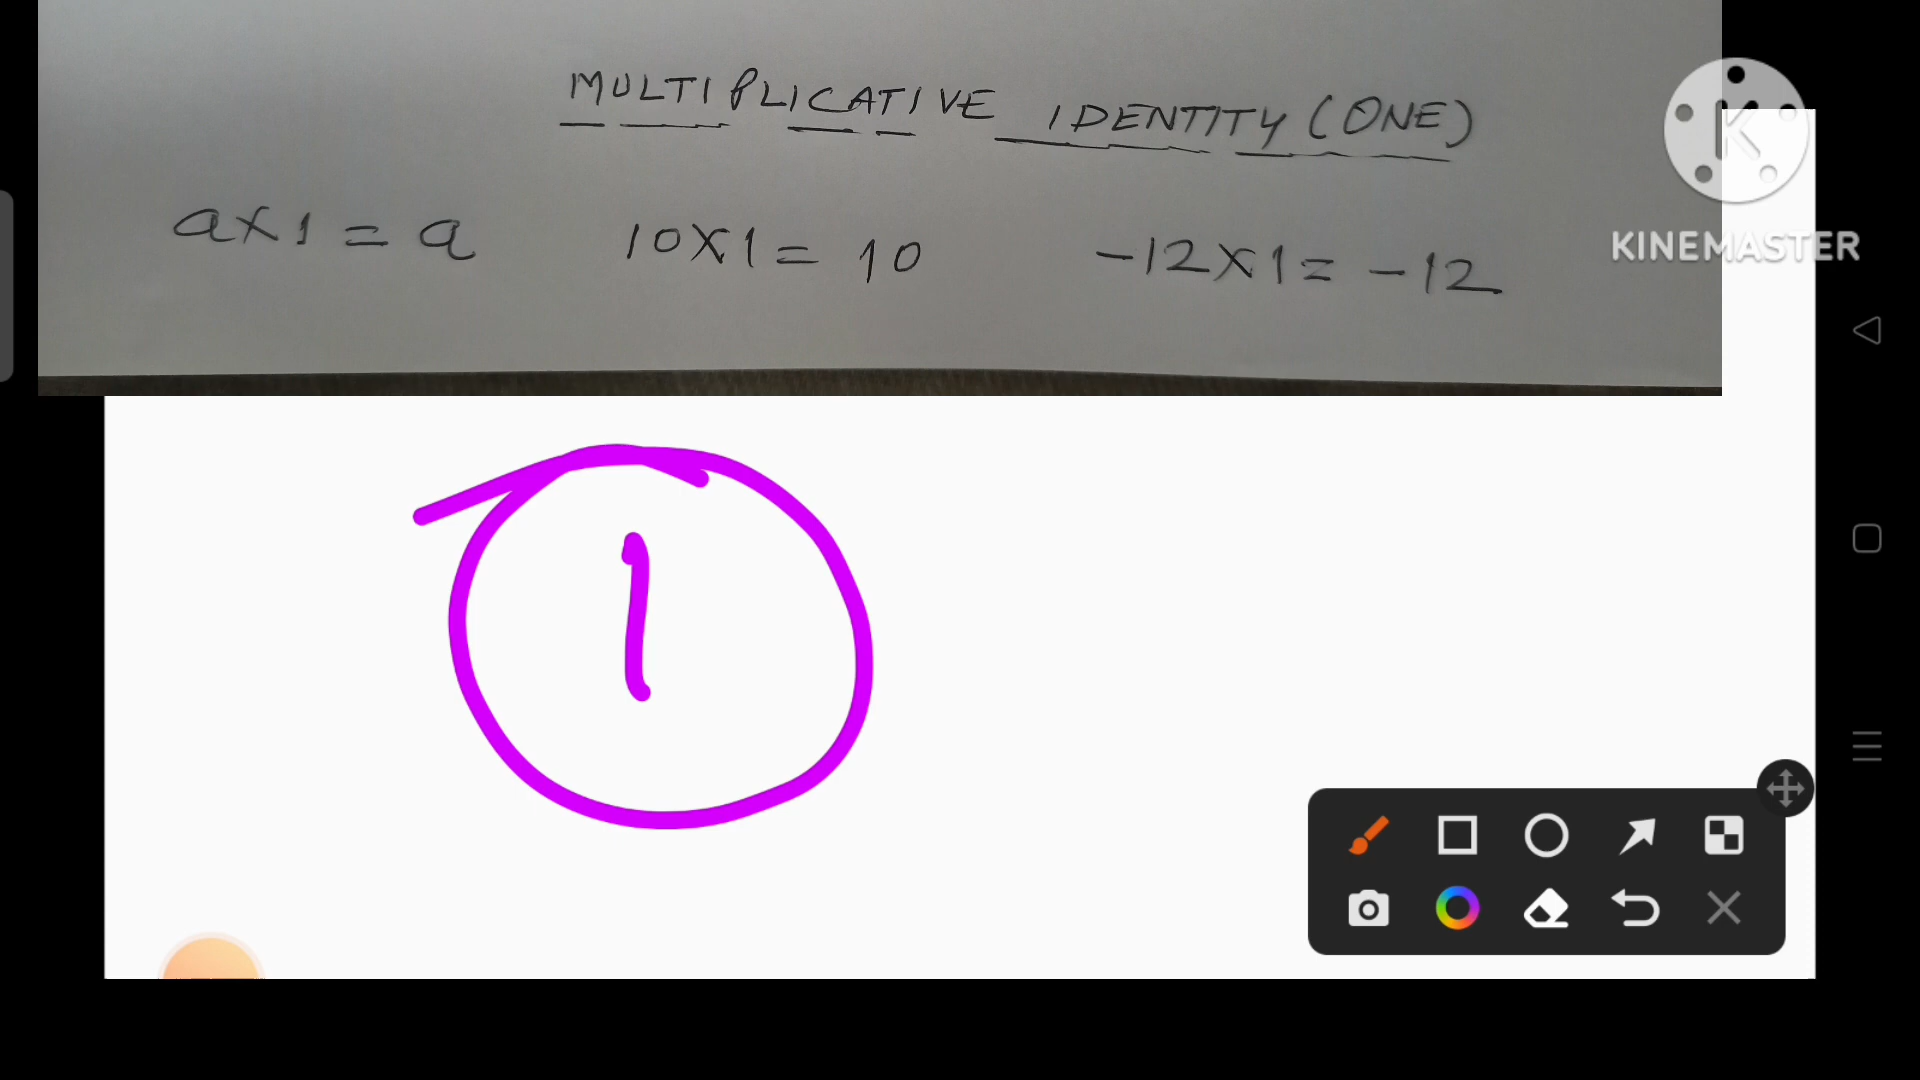 MULTIPLICATIVE IDENTITY (ONE)
a×1 = a 10×1 = 10 -12×1 = -12
KINEMASTER
1